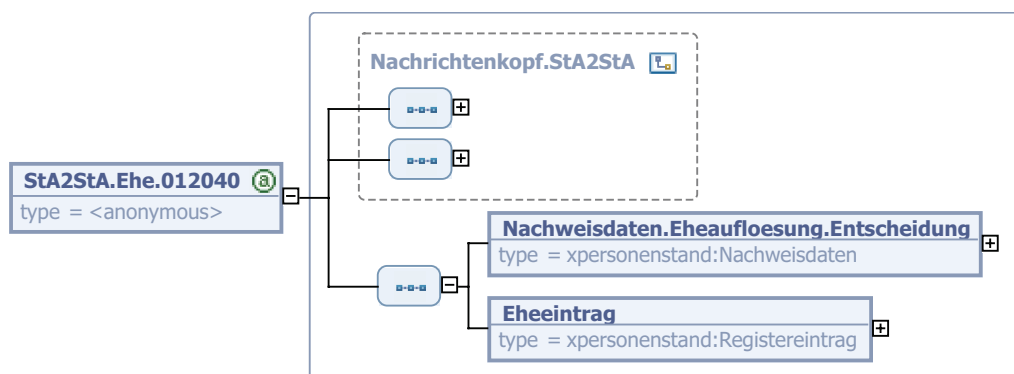 Nachrichtenkopf.StA2StA
StA2StA.Ehe.012040 @
type = <anonymous>
Nachweisdaten.Eheaufloesung.Entscheidung
type = xpersonenstand:Nachweisdaten
Eheeintrag
type = xpersonenstand:Registereintrag